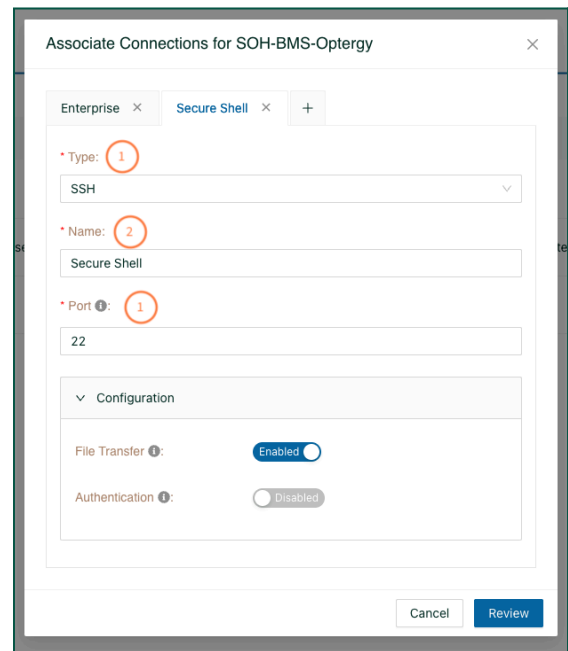 Associate Connections for SOH-BMS-Optergy
Enterprise × Secure Shell × +
* Type: 1
SSH
* Name: 2
Secure Shell
* Port : 1
22
Configuration
File Transfer : Enabled
Authentication : Disabled
Cancel Review